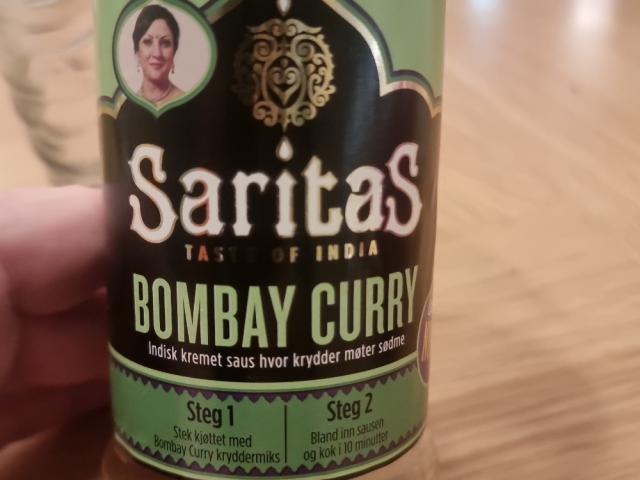 Saritas
TASTE OF INDIA
BOMBAY CURRY
Indisk kremet saus hvor krydder møter sødme
Steg 1
Stek kjøttet med
Bombay Curry kryddermiks
Steg 2
Bland inn sausen
og kok i 10 minutter